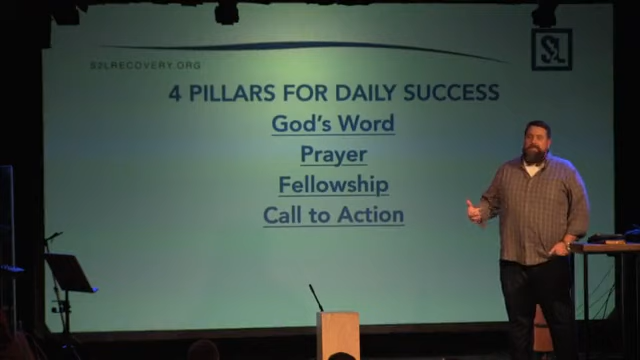 S2L
S2LRECOVERY.ORG
4 PILLARS FOR DAILY SUCCESS
God's Word
Prayer
Fellowship
Call to Action